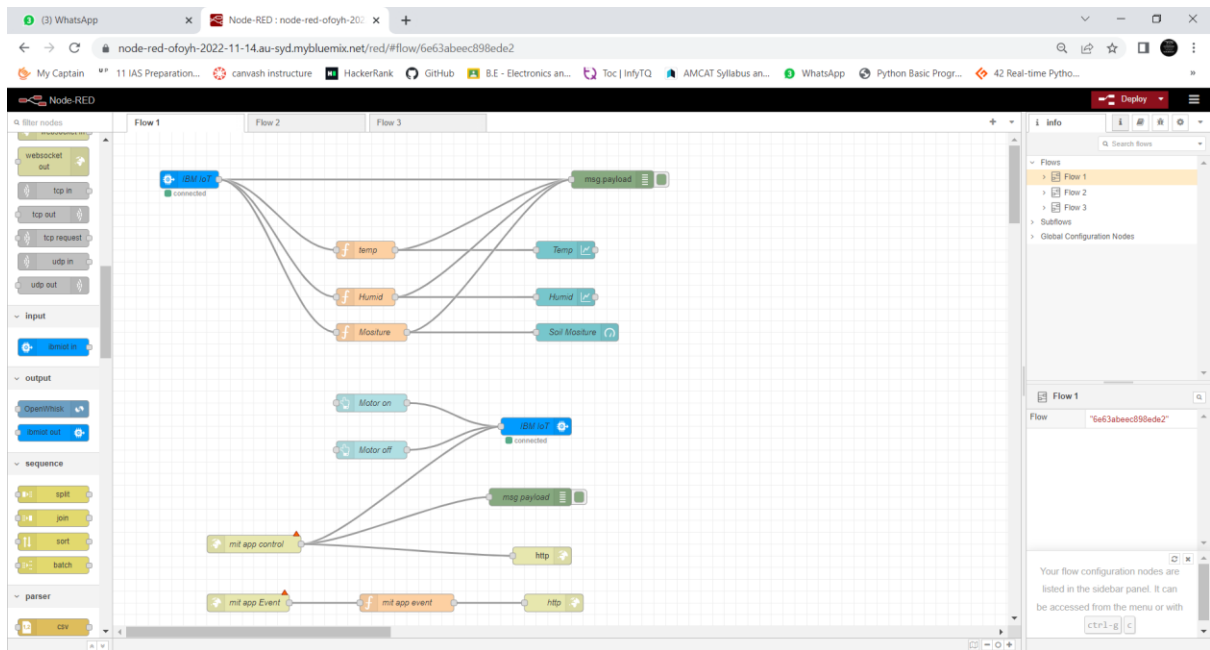 (3) WhatsApp
Node-RED : node-red-ofoyh-202
node-red-ofoyh-2022-11-14.au-syd.mybluemix.net/red/#flow/6e63abeec898ede2
My Captain
11 IAS Preparation...
canvash instructure
HackerRank
GitHub
B.E - Electronics an...
Toc | InfyTQ
AMCAT Syllabus an...
WhatsApp
Python Basic Progr...
42 Real-time Pytho...
Node-RED
Deploy
filter nodes
websocket
out
tcp in
tcp out
tcp request
udp in
udp out
input
ibmiot in
output
OpenWhisk
ibmiot out
sequence
split
join
sort
batch
parser
csv
Flow 1
Flow 2
Flow 3
IBM IoT
connected
msg.payload
temp
Temp
Humid
Humid
Mositure
Soil Mositure
Motor on
IBM IoT
connected
Motor off
msg.payload
mit app control
http
mit app Event
mit app event
http
i info
Search flows
Flows
Flow 1
Flow 2
Flow 3
Subflows
Global Configuration Nodes
Flow 1
Flow "6e63abeec898ede2"
Your flow configuration nodes are
listed in the sidebar panel. It can
be accessed from the menu or with
ctrl-g c